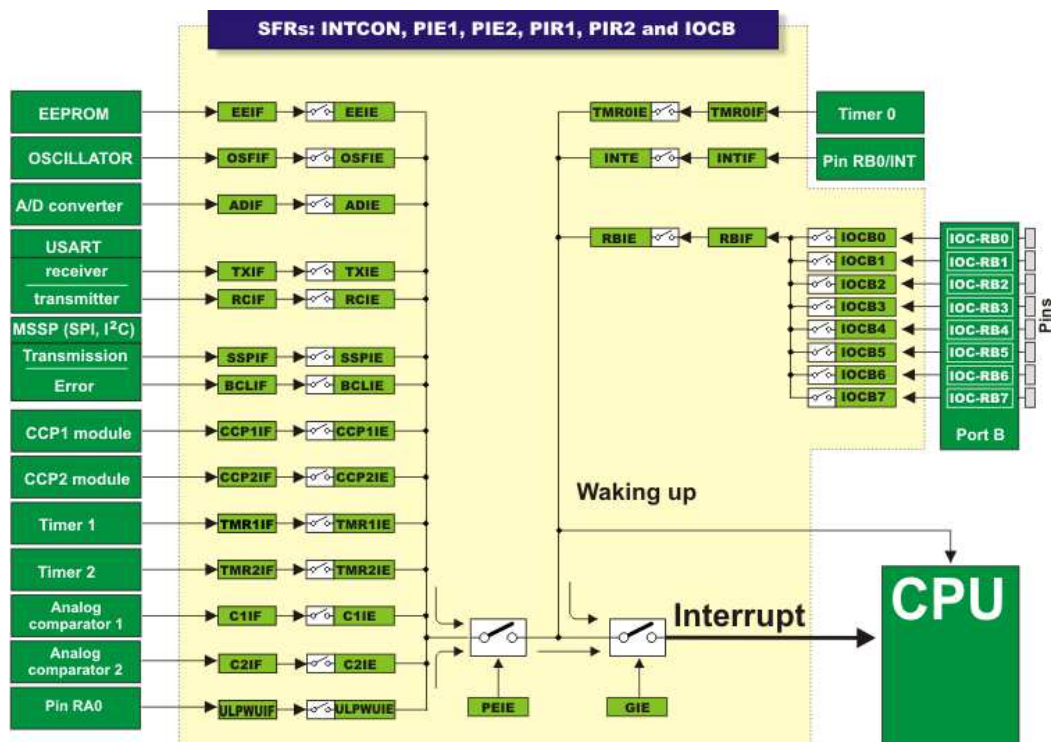 SFRs: INTCON, PIE1, PIE2, PIR1, PIR2 and IOCB
EEPROM
EEIF
EEIE
TMR0IE
TMR0IF
Timer 0
OSCILLATOR
OSFIF
OSFIE
INTE
INTIF
Pin RB0/INT
A/D converter
ADIF
ADIE
USART
receiver
TXIF
TXIE
transmitter
RCIF
RCIE
RBIE
RBIF
IOCB0
IOC-RB0
IOCB1
IOC-RB1
IOCB2
IOC-RB2
IOCB3
IOC-RB3
IOCB4
IOC-RB4
IOCB5
IOC-RB5
IOCB6
IOC-RB6
IOCB7
IOC-RB7
Pins
Port B
MSSP (SPI, I²C)
Transmission
SSPIF
SSPIE
Error
BCLIF
BCLIE
CCP1 module
CCP1IF
CCP1IE
CCP2 module
CCP2IF
CCP2IE
Timer 1
TMR1IF
TMR1IE
Timer 2
TMR2IF
TMR2IE
Analog
comparator 1
C1IF
C1IE
Analog
comparator 2
C2IF
C2IE
Pin RA0
ULPWUIF
ULPWUIE
Waking up
Interrupt
CPU
PEIE
GIE